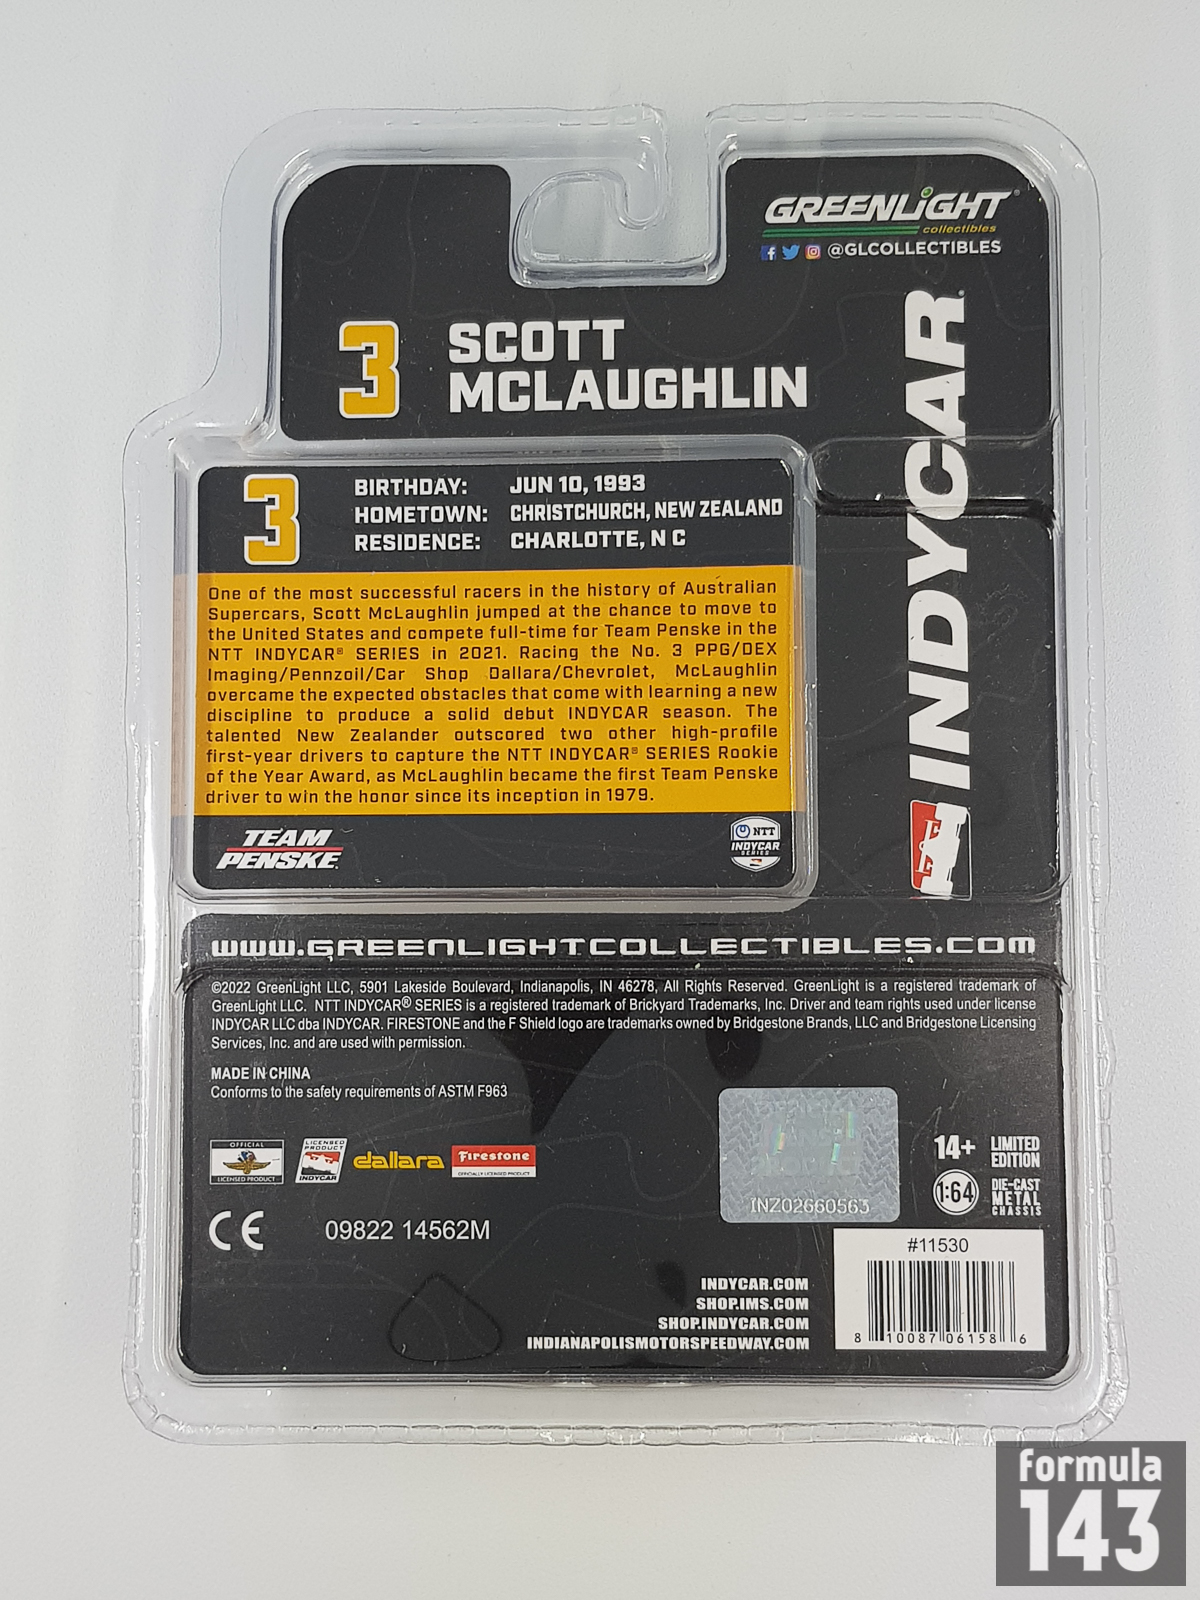 GREENLiGHT®
collectibles
@GLCOLLECTIBLES
3 SCOTT
MCLAUGHLIN
INDYCAR®
3
BIRTHDAY: JUN 10, 1993
HOMETOWN: CHRISTCHURCH, NEW ZEALAND
RESIDENCE: CHARLOTTE, N C
One of the most successful racers in the history of Australian
Supercars, Scott McLaughlin jumped at the chance to move to
the United States and compete full-time for Team Penske in the
NTT INDYCAR® SERIES in 2021. Racing the No. 3 PPG/DEX
Imaging/Pennzoil/Car Shop Dallara/Chevrolet, McLaughlin
overcame the expected obstacles that come with learning a new
discipline to produce a solid debut INDYCAR season. The
talented New Zealander outscored two other high-profile
first-year drivers to capture the NTT INDYCAR® SERIES Rookie
of the Year Award, as McLaughlin became the first Team Penske
driver to win the honor since its inception in 1979.
TEAM
PENSKE
NTT
INDYCAR
SERIES
www.GREENLIGHTCOLLECTIBLES.COM
©2022 GreenLight LLC, 5901 Lakeside Boulevard, Indianapolis, IN 46278, All Rights Reserved. GreenLight is a registered trademark of
GreenLight LLC. NTT INDYCAR® SERIES is a registered trademark of Brickyard Trademarks, Inc. Driver and team rights used under license
INDYCAR LLC dba INDYCAR. FIRESTONE and the F Shield logo are trademarks owned by Bridgestone Brands, LLC and Bridgestone Licensing
Services, Inc. and are used with permission.
MADE IN CHINA
Conforms to the safety requirements of ASTM F963
OFFICIAL
LICENSED PRODUCT
LICENSED
PRODUCT
INDYCAR
dallara
Firestone
OFFICIALLY LICENSED PRODUCT
INZ02660563
14+ LIMITED
EDITION
1:64 DIE-CAST
METAL
CHASSIS
CE 09822 14562M
#11530
8 10087 06158 6
INDYCAR.COM
SHOP.IMS.COM
SHOP.INDYCAR.COM
INDIANAPOLISMOTORSPEEDWAY.COM
formula
143